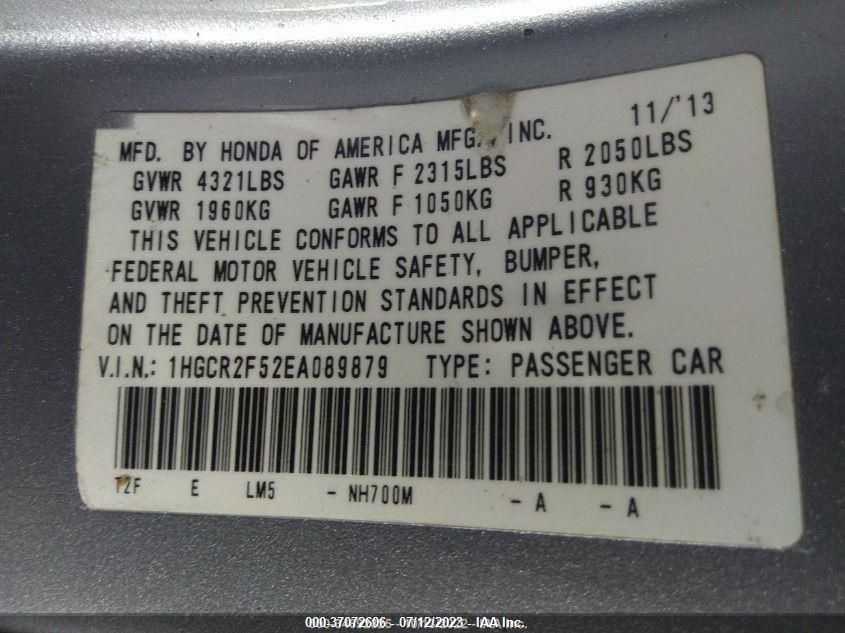 11/'13
MFD. BY HONDA OF AMERICA MFG., INC.
GVWR 4321LBS GAWR F 2315LBS R 2050LBS
GVWR 1960KG GAWR F 1050KG R 930KG
THIS VEHICLE CONFORMS TO ALL APPLICABLE
FEDERAL MOTOR VEHICLE SAFETY, BUMPER,
AND THEFT PREVENTION STANDARDS IN EFFECT
ON THE DATE OF MANUFACTURE SHOWN ABOVE.
V.I.N.: 1HGCR2F52EA089879 TYPE: PASSENGER CAR
T2F E LM5 - NH700M - A - A
000-37072606 - 07/12/2023 - IAA Inc.